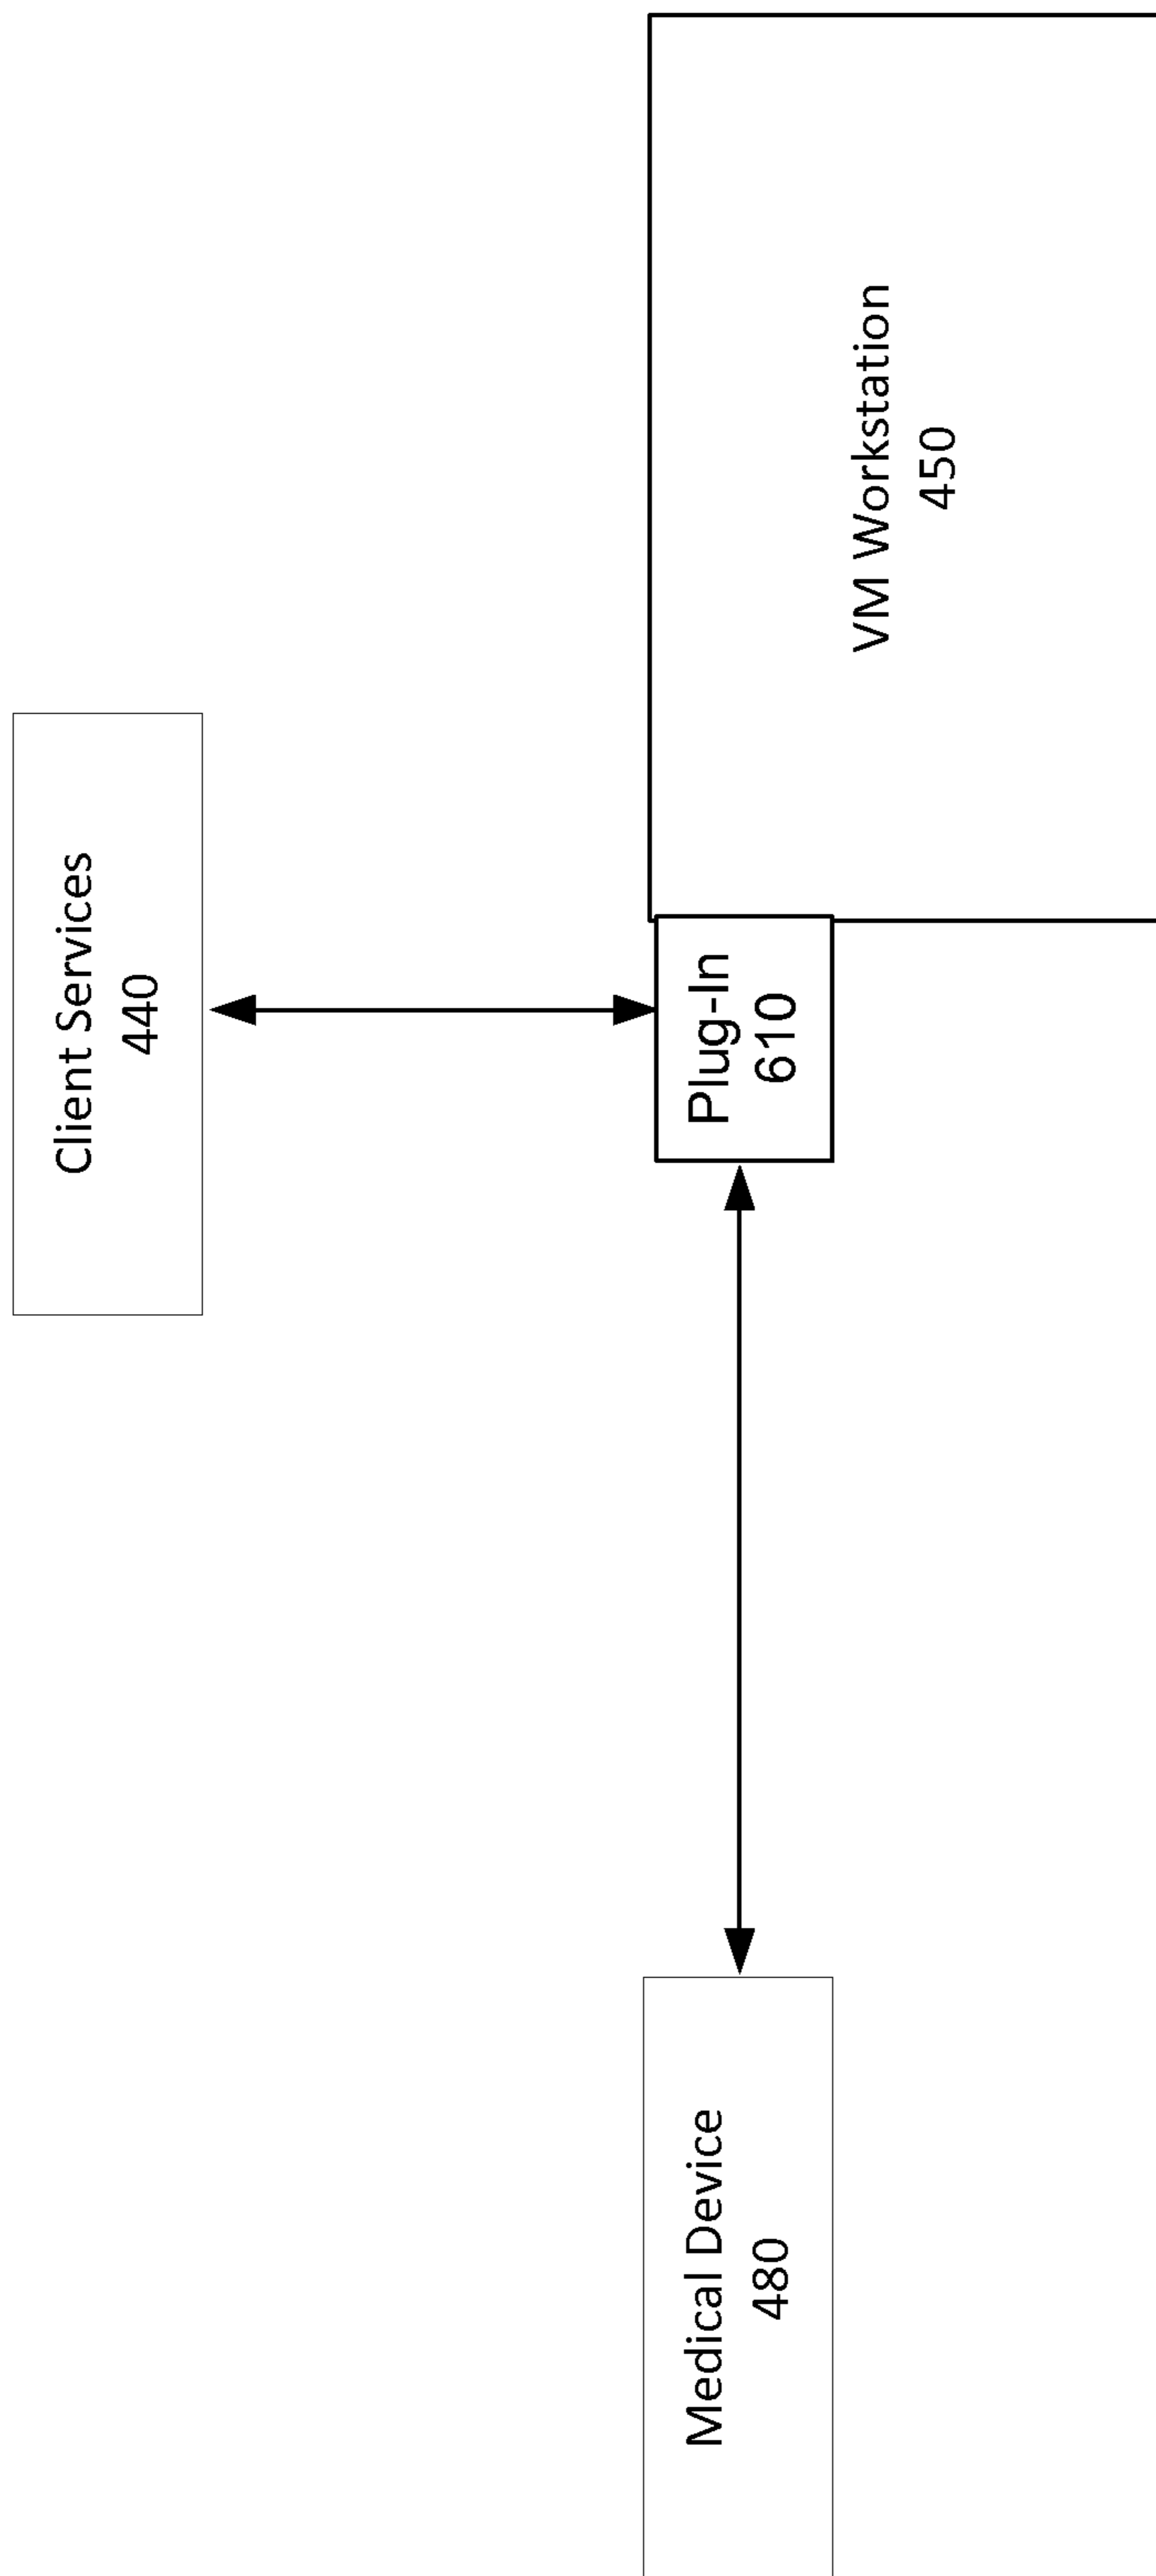 Client Services
440
Medical Device
480
Plug-In
610
VM Workstation
450